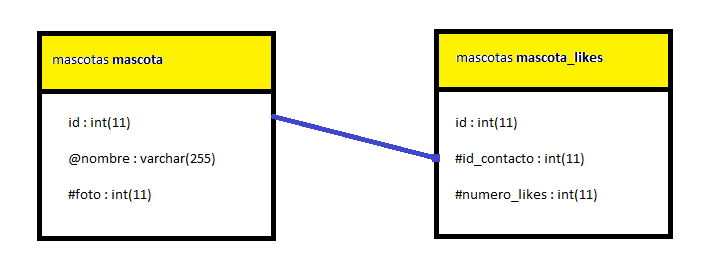 mascotas mascota
id : int(11)
@nombre : varchar(255)
#foto : int(11)
mascotas mascota_likes
id : int(11)
#id_contacto : int(11)
#numero_likes : int(11)